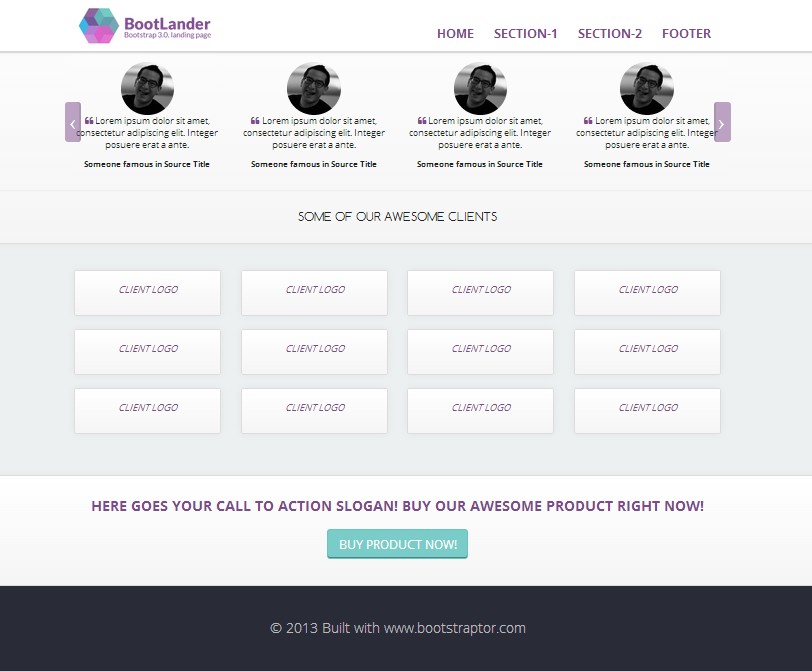 BootLander
Bootstrap 3.0. landing page
HOME SECTION-1 SECTION-2 FOOTER
❝ Lorem ipsum dolor sit amet,
consectetur adipiscing elit. Integer
posuere erat a ante.
Someone famous in Source Title
❝ Lorem ipsum dolor sit amet,
consectetur adipiscing elit. Integer
posuere erat a ante.
Someone famous in Source Title
❝ Lorem ipsum dolor sit amet,
consectetur adipiscing elit. Integer
posuere erat a ante.
Someone famous in Source Title
❝ Lorem ipsum dolor sit amet,
consectetur adipiscing elit. Integer
posuere erat a ante.
Someone famous in Source Title
SOME OF OUR AWESOME CLIENTS
CLIENT LOGO CLIENT LOGO CLIENT LOGO CLIENT LOGO
CLIENT LOGO CLIENT LOGO CLIENT LOGO CLIENT LOGO
CLIENT LOGO CLIENT LOGO CLIENT LOGO CLIENT LOGO
HERE GOES YOUR CALL TO ACTION SLOGAN! BUY OUR AWESOME PRODUCT RIGHT NOW!
BUY PRODUCT NOW!
© 2013 Built with www.bootstraptor.com